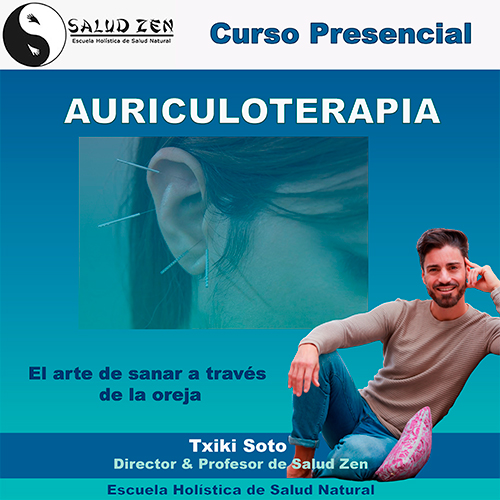 SALUD ZEN
Escuela Holística de Salud Natural
Curso Presencial
AURICULOTERAPIA
El arte de sanar a través
de la oreja
Txiki Soto
Director & Profesor de Salud Zen
Escuela Holística de Salud Natural